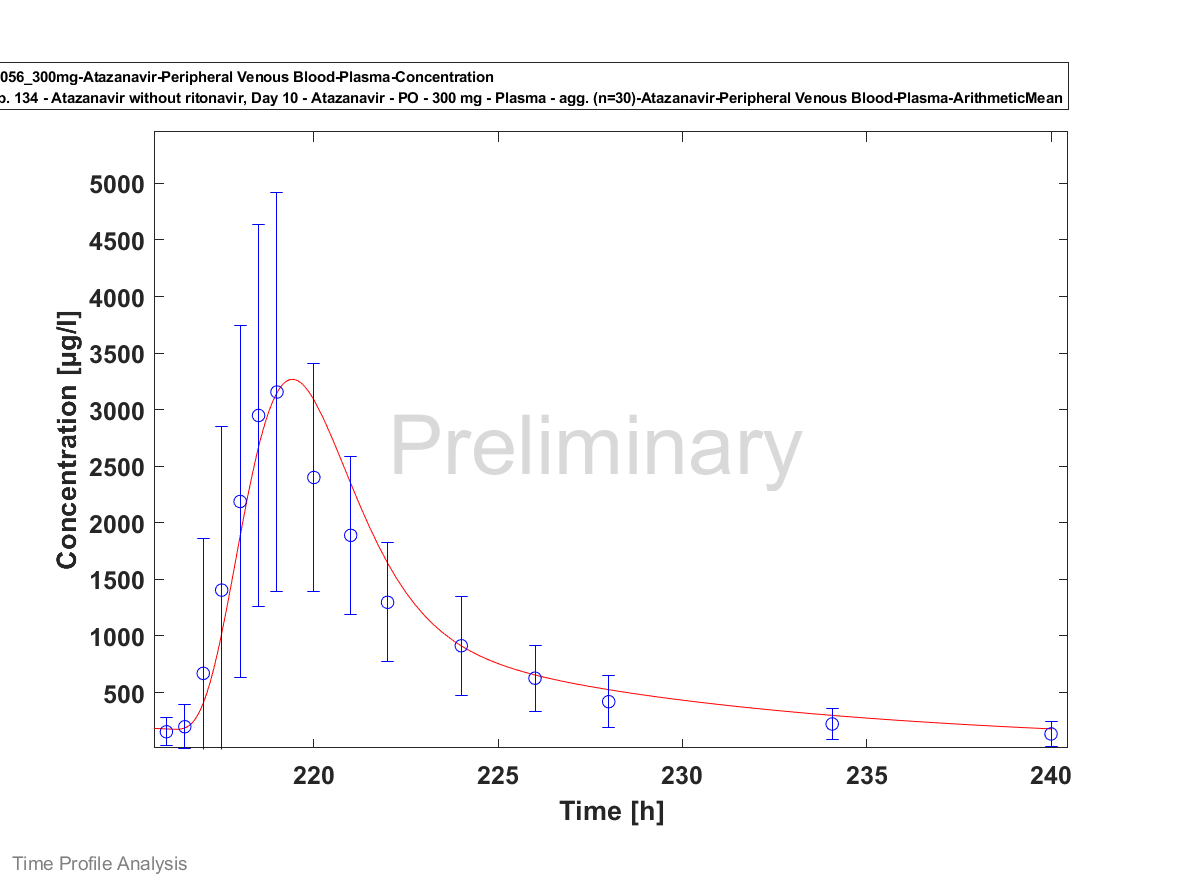 056_300mg-Atazanavir-Peripheral Venous Blood-Plasma-Concentration
p. 134 - Atazanavir without ritonavir, Day 10 - Atazanavir - PO - 300 mg - Plasma - agg. (n=30)-Atazanavir-Peripheral Venous Blood-Plasma-ArithmeticMean
5000
4500
4000
3500
3000
2500
2000
1500
1000
500
Concentration [µg/l]
Preliminary
220 225 230 235 240
Time [h]
Time Profile Analysis